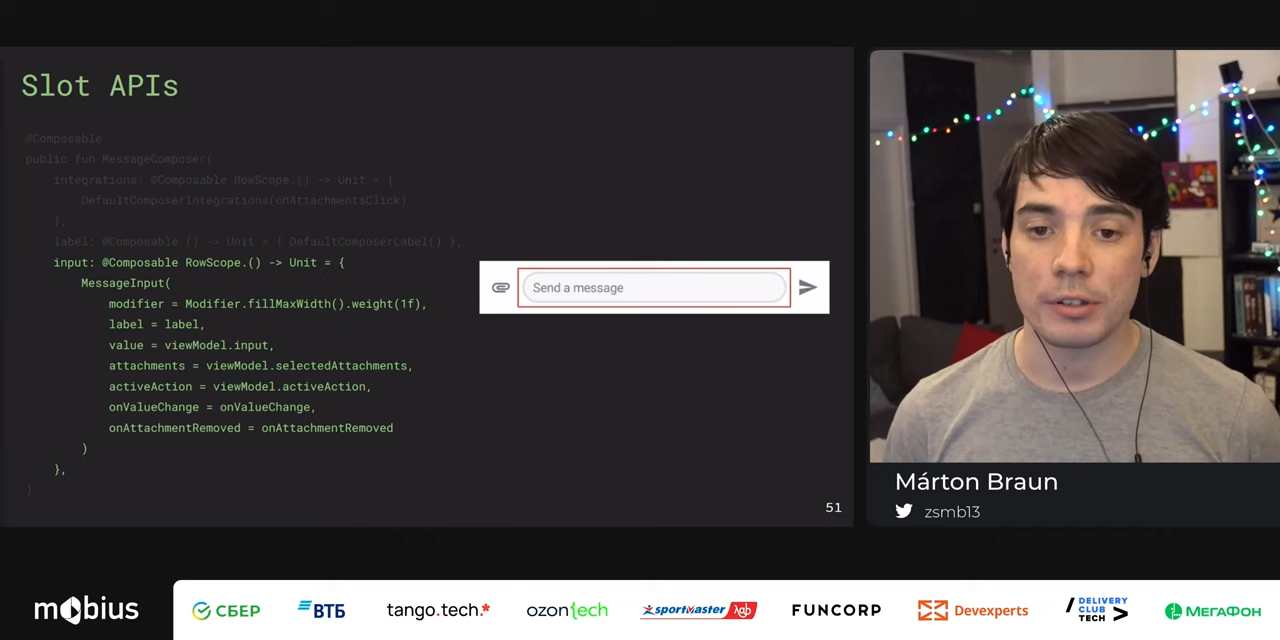 Slot APIs
@Composable
public fun MessageComposer(
integrations: @Composable RowScope.() -> Unit = {
DefaultComposerIntegrations(onAttachmentsClick)
},
label: @Composable () -> Unit = { DefaultComposerLabel() },
input: @Composable RowScope.() -> Unit = {
MessageInput(
modifier = Modifier.fillMaxWidth().weight(1f),
label = label,
value = viewModel.input,
attachments = viewModel.selectedAttachments,
activeAction = viewModel.activeAction,
onValueChange = onValueChange,
onAttachmentRemoved = onAttachmentRemoved
)
},
)
Send a message
51
Márton Braun
zsmb13
mobius
СБЕР
ВТБ
tango.tech.*
ozon{tech
sportmaster lab
FUNCORP
Devexperts
/ DELIVERY
CLUB
TECH >
МЕГАФОН